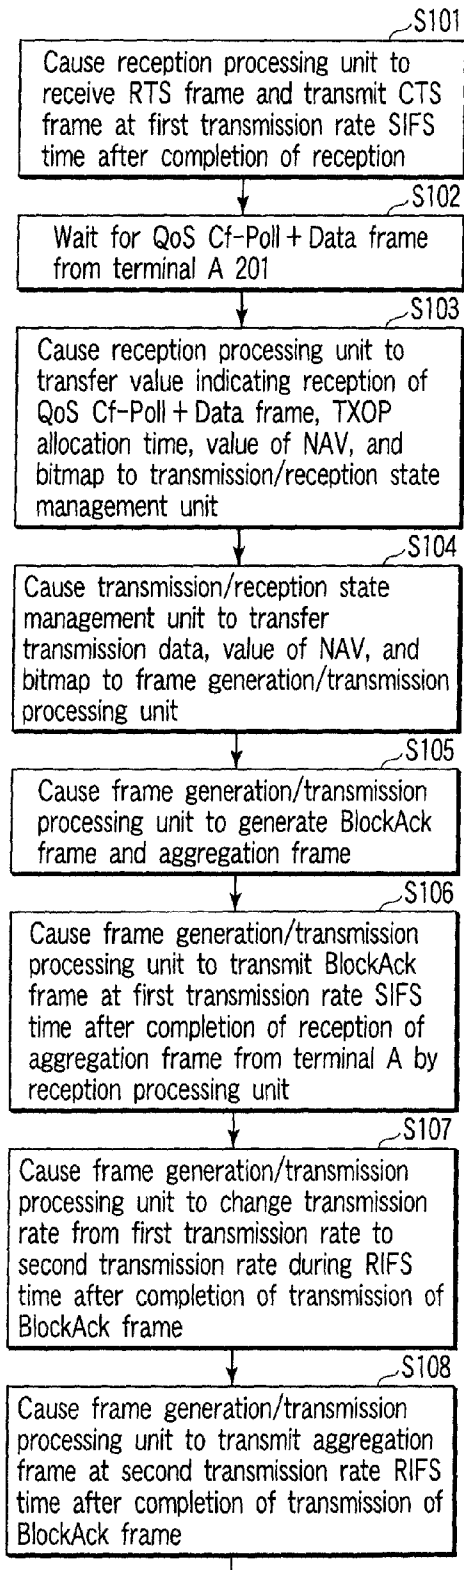 S101
Cause reception processing unit to
receive RTS frame and transmit CTS
frame at first transmission rate SIFS
time after completion of reception
S102
Wait for QoS Cf-Poll + Data frame
from terminal A 201
S103
Cause reception processing unit to
transfer value indicating reception of
QoS Cf-Poll + Data frame, TXOP
allocation time, value of NAV, and
bitmap to transmission/reception state
management unit
S104
Cause transmission/reception state
management unit to transfer
transmission data, value of NAV, and
bitmap to frame generation/transmission
processing unit
S105
Cause frame generation/transmission
processing unit to generate BlockAck
frame and aggregation frame
S106
Cause frame generation/transmission
processing unit to transmit BlockAck
frame at first transmission rate SIFS
time after completion of reception of
aggregation frame from terminal A by
reception processing unit
S107
Cause frame generation/transmission
processing unit to change transmission
rate from first transmission rate to
second transmission rate during RIFS
time after completion of transmission of
BlockAck frame
S108
Cause frame generation/transmission
processing unit to transmit aggregation
frame at second transmission rate RIFS
time after completion of transmission of
BlockAck frame